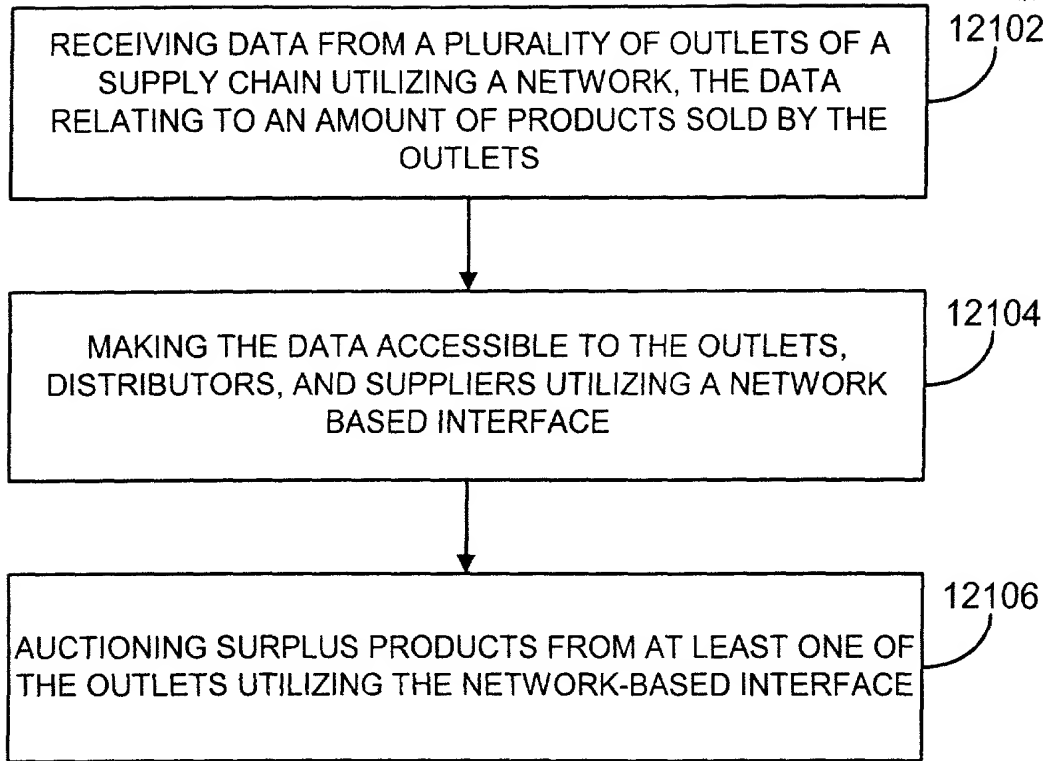 12102
RECEIVING DATA FROM A PLURALITY OF OUTLETS OF A
SUPPLY CHAIN UTILIZING A NETWORK, THE DATA
RELATING TO AN AMOUNT OF PRODUCTS SOLD BY THE
OUTLETS
12104
MAKING THE DATA ACCESSIBLE TO THE OUTLETS,
DISTRIBUTORS, AND SUPPLIERS UTILIZING A NETWORK
BASED INTERFACE
12106
AUCTIONING SURPLUS PRODUCTS FROM AT LEAST ONE OF
THE OUTLETS UTILIZING THE NETWORK-BASED INTERFACE